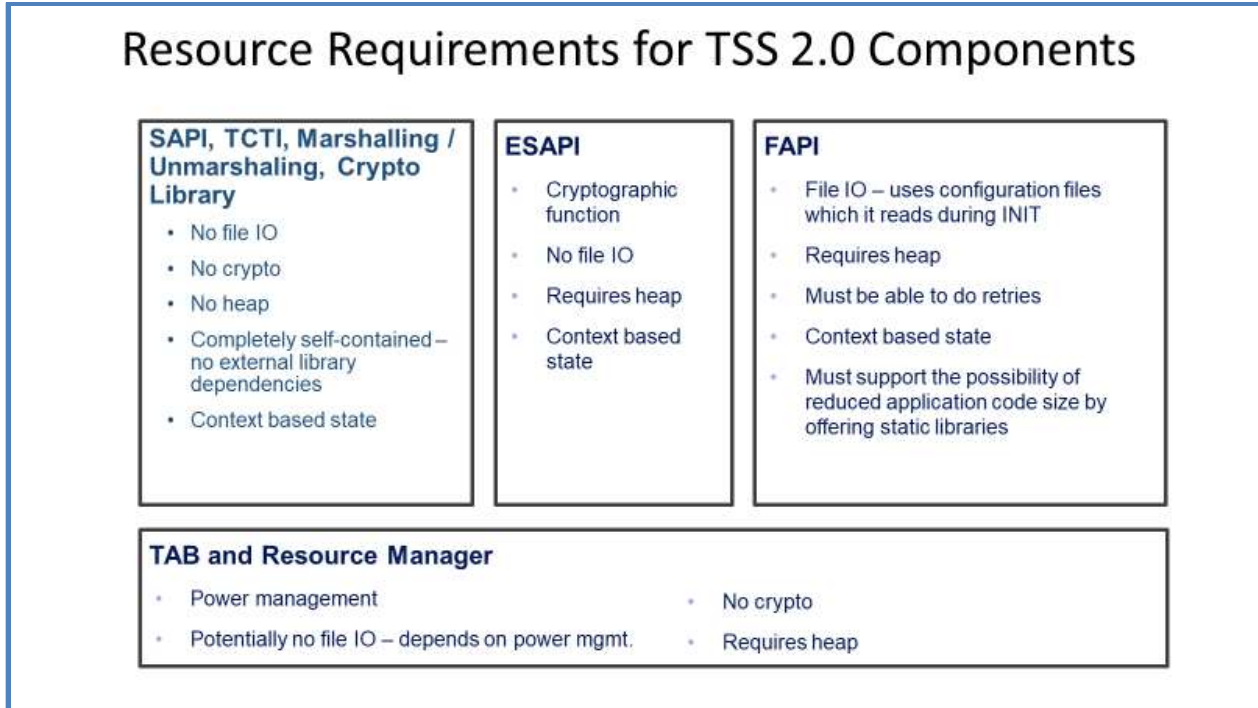 Resource Requirements for TSS 2.0 Components
SAPI, TCTI, Marshalling /
Unmarshaling, Crypto
Library
• No file IO
• No crypto
• No heap
• Completely self-contained –
no external library
dependencies
• Context based state
ESAPI
• Cryptographic
function
• No file IO
• Requires heap
• Context based
state
FAPI
• File IO – uses configuration files
which it reads during INIT
• Requires heap
• Must be able to do retries
• Context based state
• Must support the possibility of
reduced application code size by
offering static libraries
TAB and Resource Manager
• Power management
• Potentially no file IO – depends on power mgmt.
• No crypto
• Requires heap